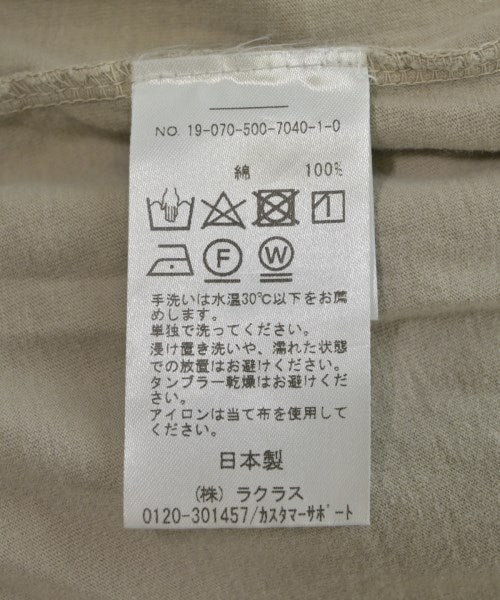 NO. 19-070-500-7040-1-0
綿 100%
F W
手洗いは水温30℃以下をお薦
めします。
単独で洗ってください。
浸け置き洗いや、濡れた状態
での放置はお避けください。
タンブラー乾燥はお避けくだ
さい。
アイロンは当て布を使用して
ください。
日本製
(株) ラクラス
0120-301457/カスタマーサポート